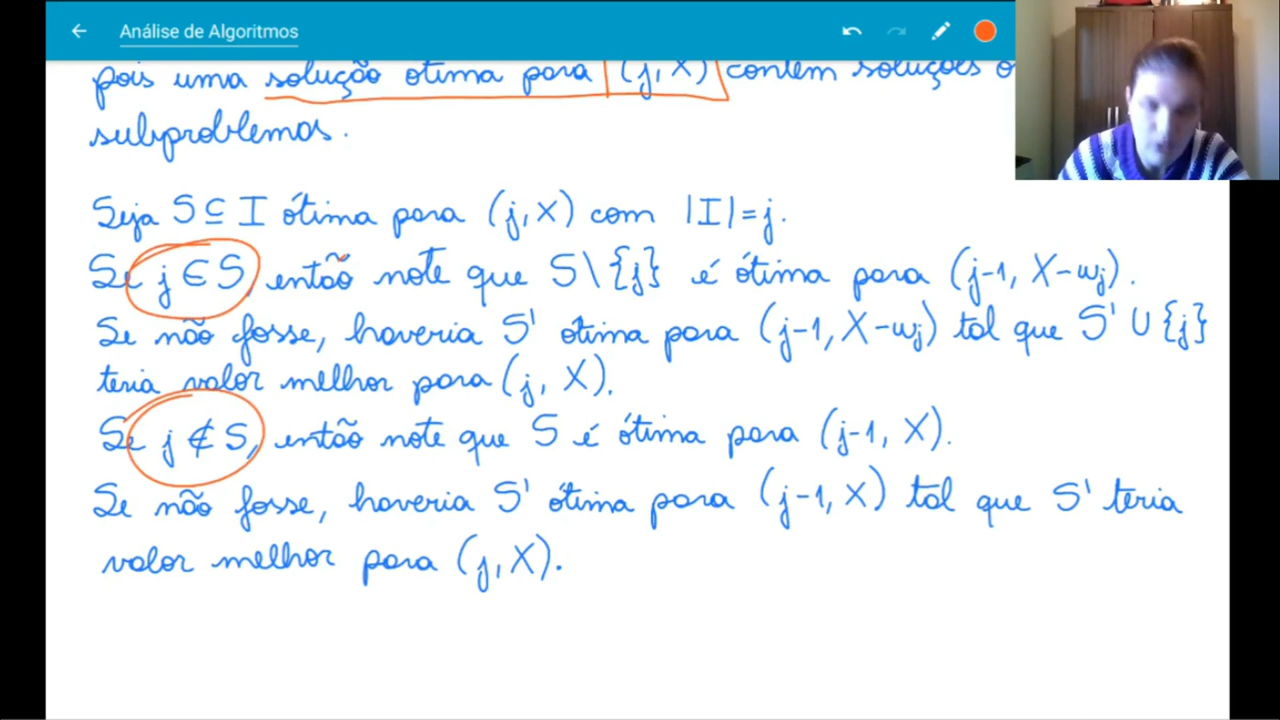 Análise de Algoritmos
pois uma solução ótima para (j, X) contém soluções
subproblemas.
Seja S ⊆ I ótima para (j, X) com |I| = j.
Se j ∈ S, então note que S \ {j} é ótima para (j-1, X-wj).
Se não fosse, haveria S' ótima para (j-1, X-wj) tal que S' ∪ {j}
teria valor melhor para (j, X).
Se j ∉ S, então note que S é ótima para (j-1, X).
Se não fosse, haveria S' ótima para (j-1, X) tal que S' teria
valor melhor para (j, X).